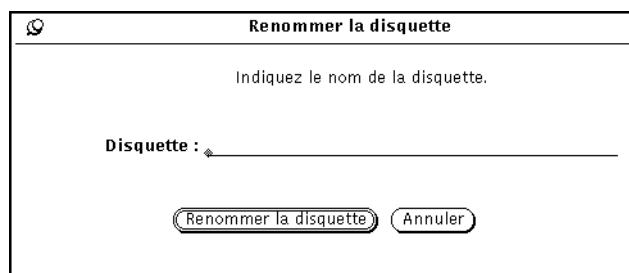 Renommer la disquette
Indiquez le nom de la disquette.
Disquette :
Renommer la disquette Annuler